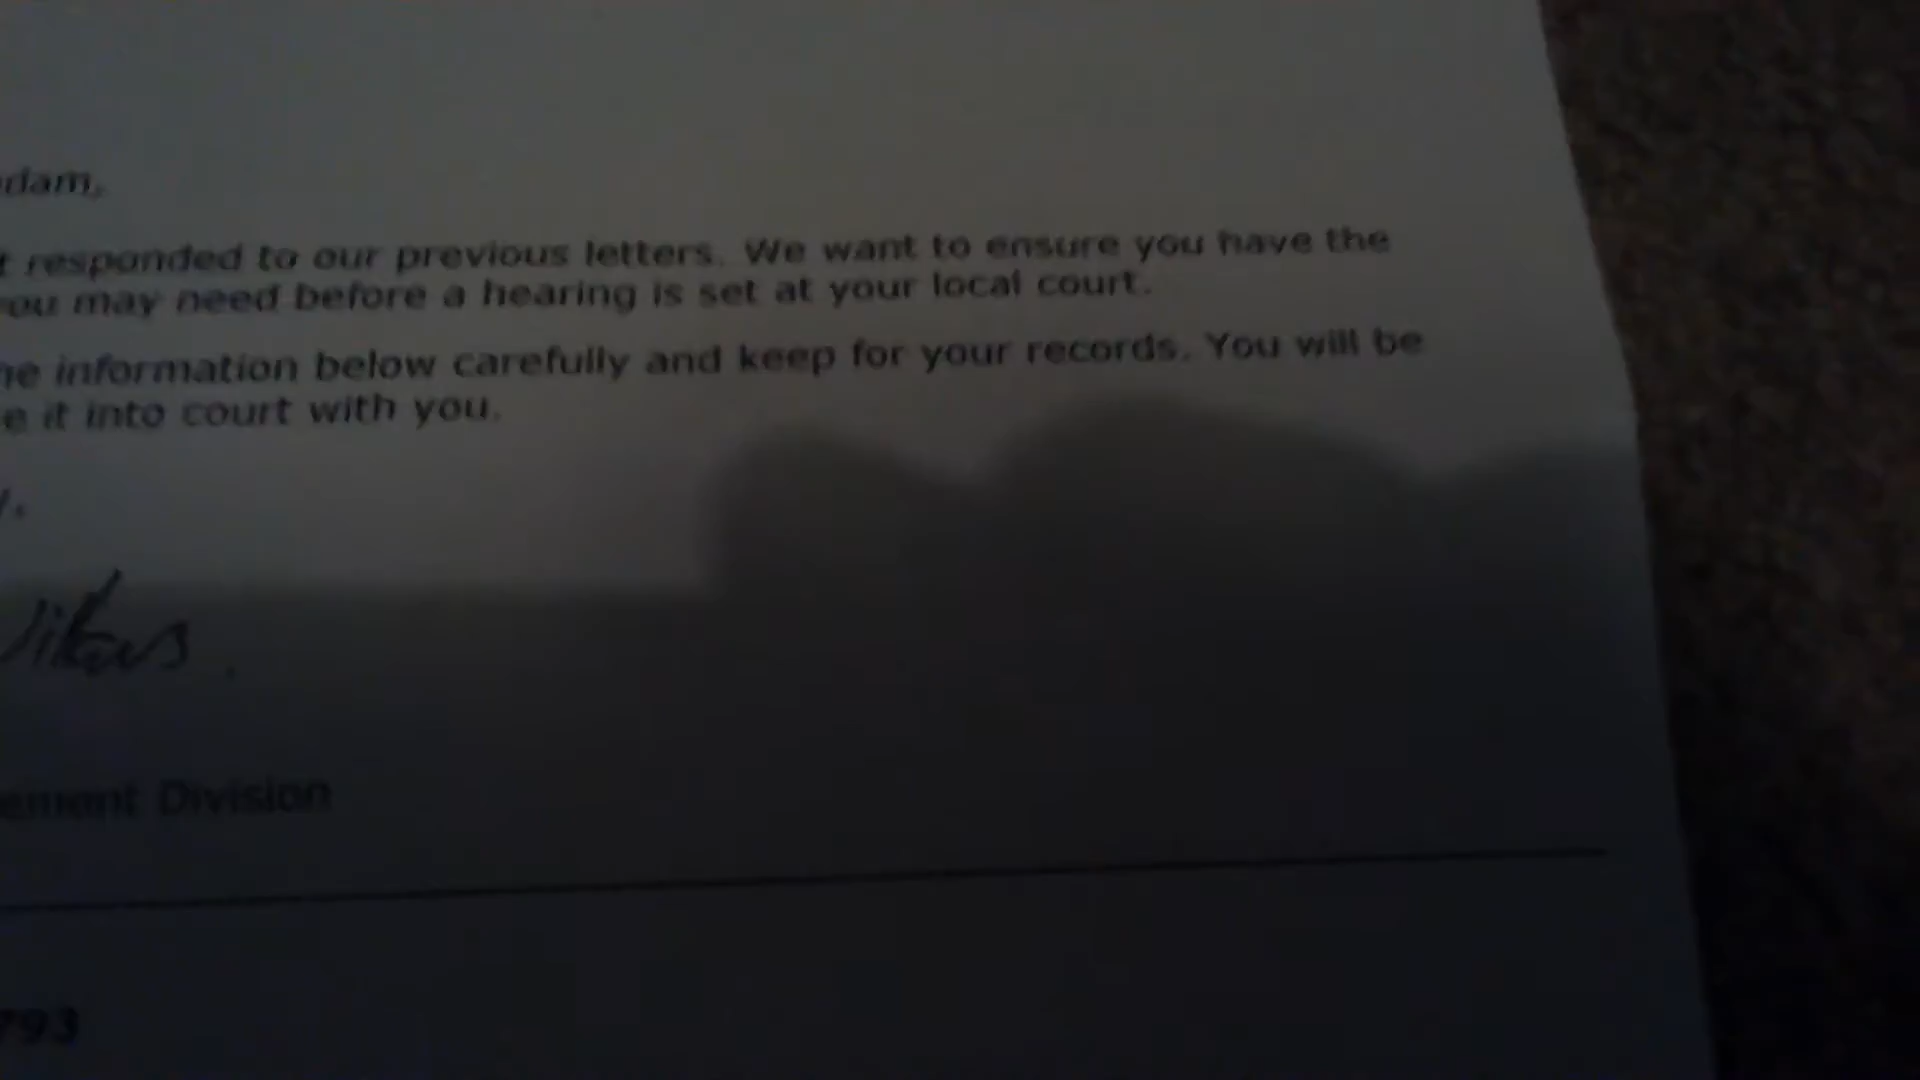 dam,
t responded to our previous letters. We want to ensure you have the
ou may need before a hearing is set at your local court.
he information below carefully and keep for your records. You will be
e it into court with you.
y,
ement Division
793